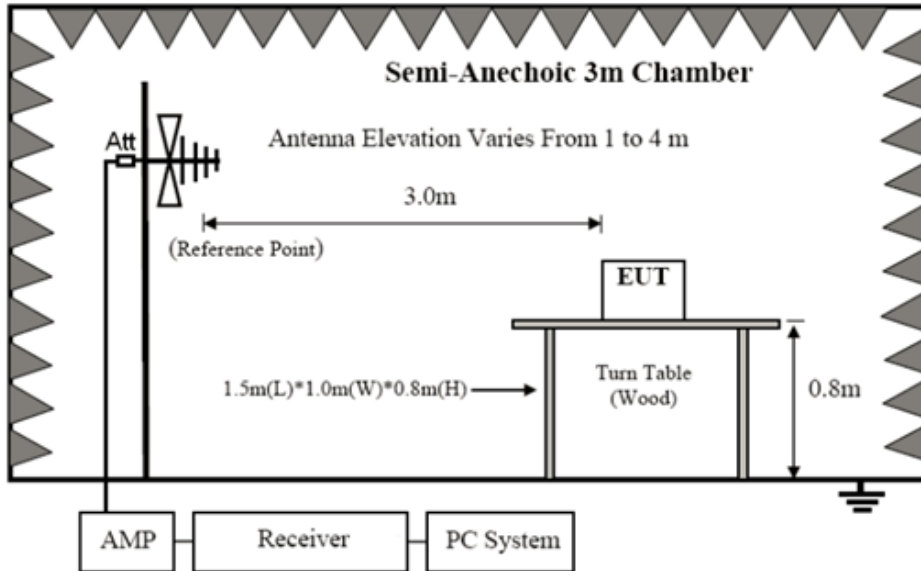 Semi-Anechoic 3m Chamber
Att
Antenna Elevation Varies From 1 to 4 m
3.0m
(Reference Point)
EUT
1.5m(L)*1.0m(W)*0.8m(H)
Turn Table
(Wood)
0.8m
AMP
Receiver
PC System